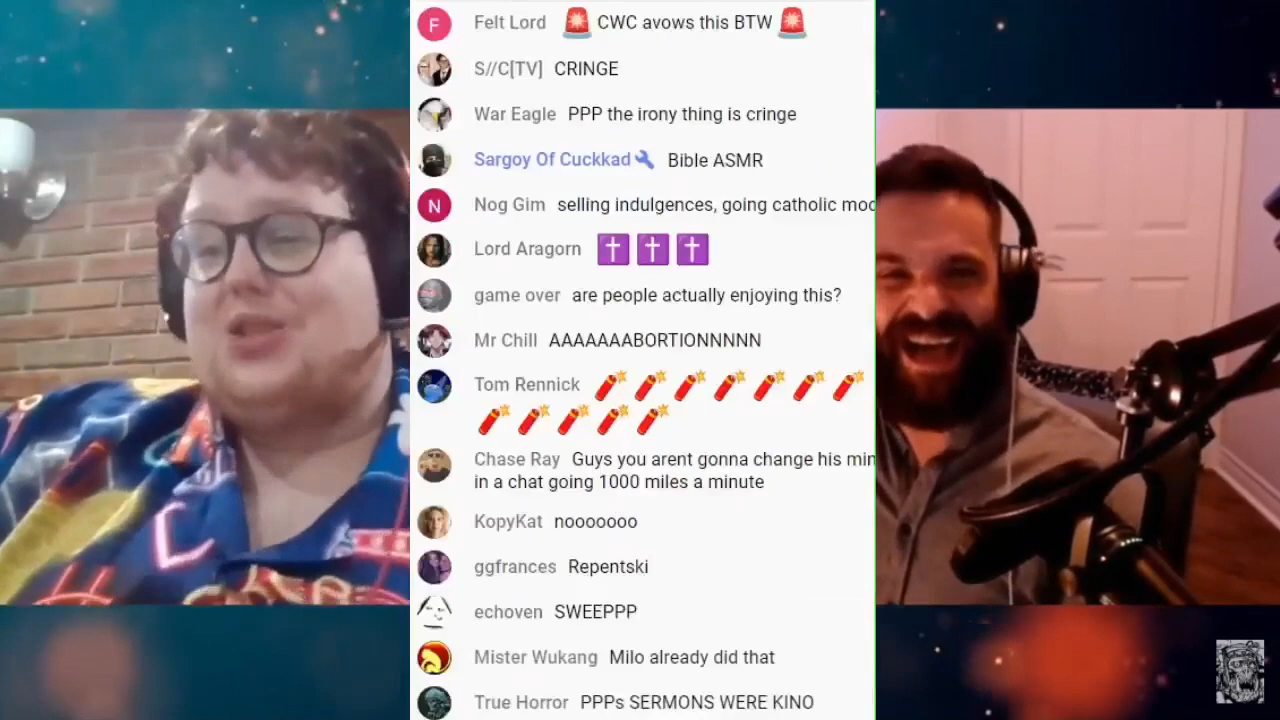 F Felt Lord 🚨 CWC avows this BTW 🚨
S//C[TV] CRINGE
War Eagle PPP the irony thing is cringe
Sargoy Of Cuckkad Bible ASMR
N Nog Gim selling indulgences, going catholic mod
Lord Aragorn ✝️ ✝️ ✝️
game over are people actually enjoying this?
Mr Chill AAAAAAABORTIONNNNN
Tom Rennick 🧨🧨🧨🧨🧨🧨🧨
🧨🧨🧨🧨🧨
Chase Ray Guys you arent gonna change his min
in a chat going 1000 miles a minute
KopyKat nooooooo
ggfrances Repentski
echoven SWEEPPP
Mister Wukang Milo already did that
True Horror PPPs SERMONS WERE KINO